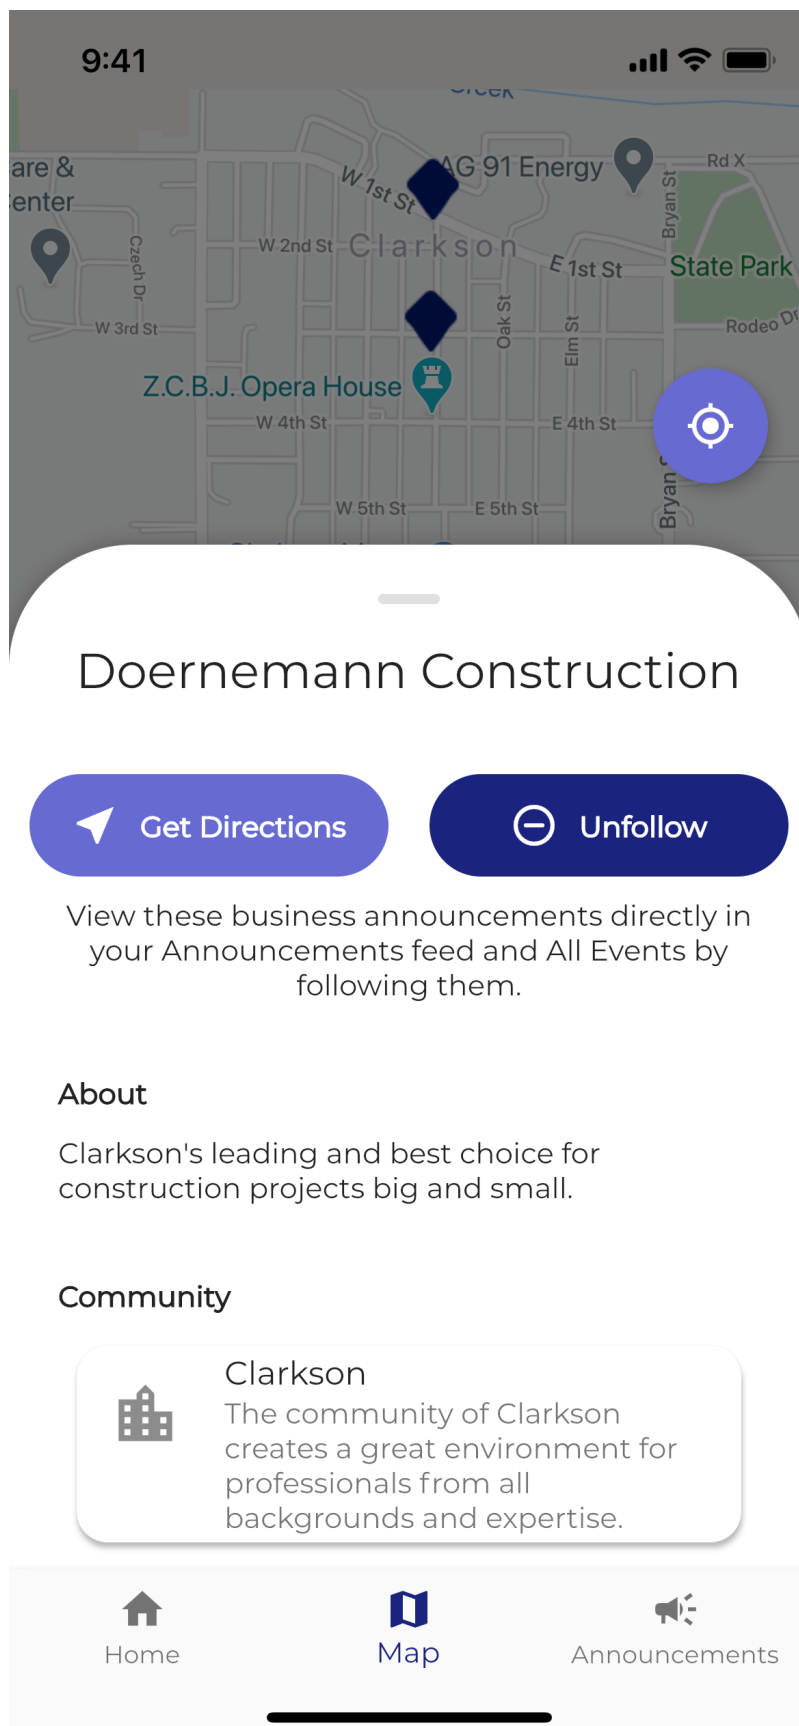 9:41
Creek
are &
enter
AG 91 Energy
Rd X
W 1st St
Bryan St
Czech Dr
W 2nd St
Clarkson
E 1st St
State Park
W 3rd St
Oak St
Elm St
Rodeo Dr
Z.C.B.J. Opera House
W 4th St
E 4th St
W 5th St
E 5th St
Bryan
Doernemann Construction
Get Directions
Unfollow
View these business announcements directly in
your Announcements feed and All Events by
following them.
About
Clarkson's leading and best choice for
construction projects big and small.
Community
Clarkson
The community of Clarkson
creates a great environment for
professionals from all
backgrounds and expertise.
Home
Map
Announcements